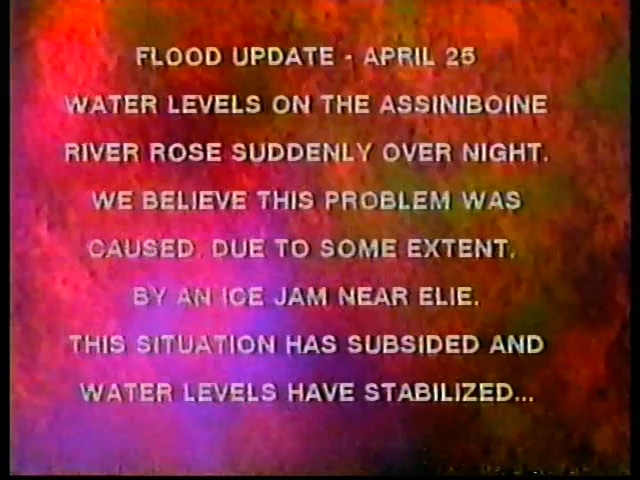 FLOOD UPDATE - APRIL 25
WATER LEVELS ON THE ASSINIBOINE
RIVER ROSE SUDDENLY OVER NIGHT.
WE BELIEVE THIS PROBLEM WAS
CAUSED, DUE TO SOME EXTENT,
BY AN ICE JAM NEAR ELIE.
THIS SITUATION HAS SUBSIDED AND
WATER LEVELS HAVE STABILIZED...